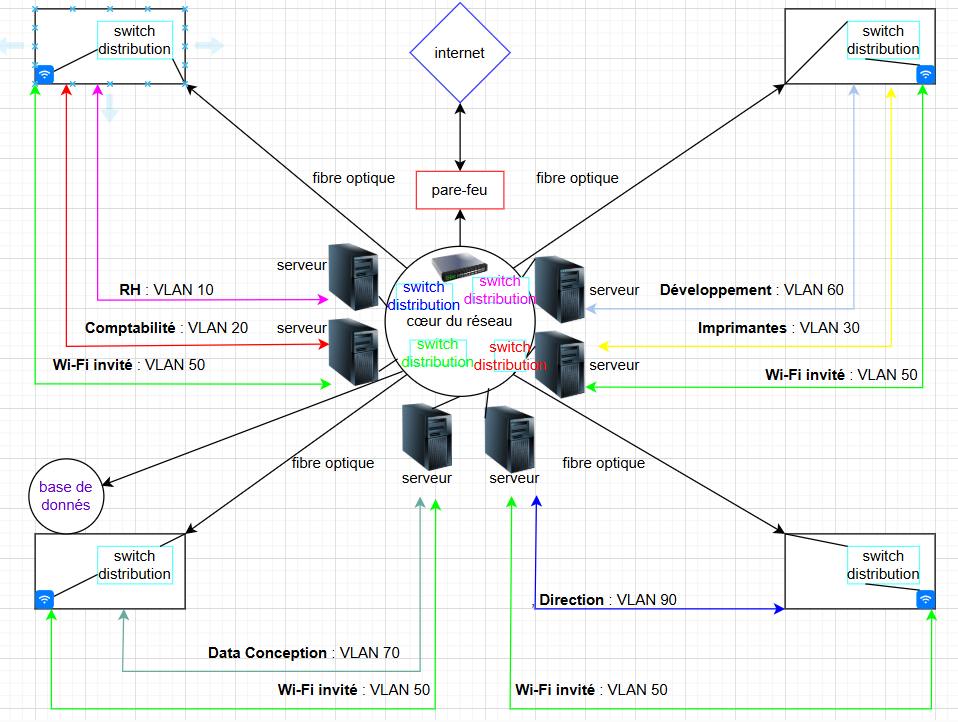 switch
distribution
internet
switch
distribution
fibre optique
fibre optique
pare-feu
serveur
serveur
RH : VLAN 10
Développement : VLAN 60
switch
distribution
switch
distribution
cœur du réseau
Comptabilité : VLAN 20
serveur
Imprimantes : VLAN 30
switch
distribution
switch
distribution
Wi-Fi invité : VLAN 50
serveur
Wi-Fi invité : VLAN 50
fibre optique
fibre optique
serveur
serveur
base de
donnés
switch
distribution
switch
distribution
Direction : VLAN 90
Data Conception : VLAN 70
Wi-Fi invité : VLAN 50
Wi-Fi invité : VLAN 50